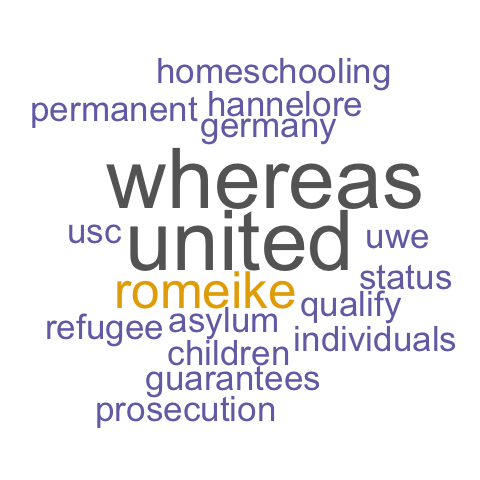 homeschooling
permanent hannelore
germany
whereas
usc united uwe
romeike status
qualify
refugee asylum individuals
children
guarantees
prosecution